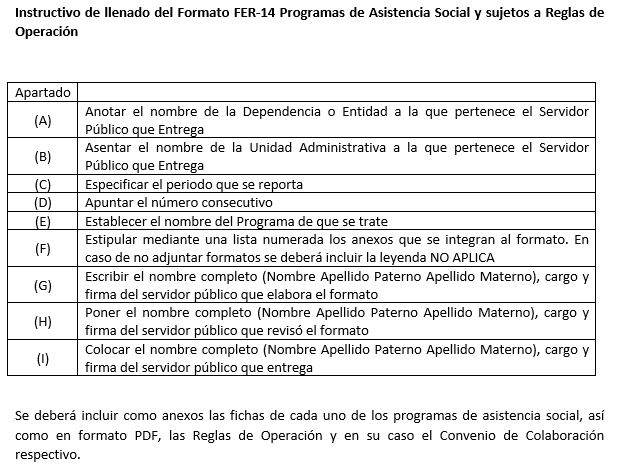 Instructivo de llenado del Formato FER-14 Programas de Asistencia Social y sujetos a Reglas de
Operación
Apartado
(A)
Anotar el nombre de la Dependencia o Entidad a la que pertenece el Servidor
Público que Entrega
(B)
Asentar el nombre de la Unidad Administrativa a la que pertenece el Servidor
Público que Entrega
(C)
Especificar el periodo que se reporta
(D)
Apuntar el número consecutivo
(E)
Establecer el nombre del Programa de que se trate
(F)
Estipular mediante una lista numerada los anexos que se integran al formato. En
caso de no adjuntar formatos se deberá incluir la leyenda NO APLICA
(G)
Escribir el nombre completo (Nombre Apellido Paterno Apellido Materno), cargo y
firma del servidor público que elabora el formato
(H)
Poner el nombre completo (Nombre Apellido Paterno Apellido Materno), cargo y
firma del servidor público que revisó el formato
(I)
Colocar el nombre completo (Nombre Apellido Paterno Apellido Materno), cargo y
firma del servidor público que entrega
Se deberá incluir como anexos las fichas de cada uno de los programas de asistencia social, así
como en formato PDF, las Reglas de Operación y en su caso el Convenio de Colaboración
respectivo.